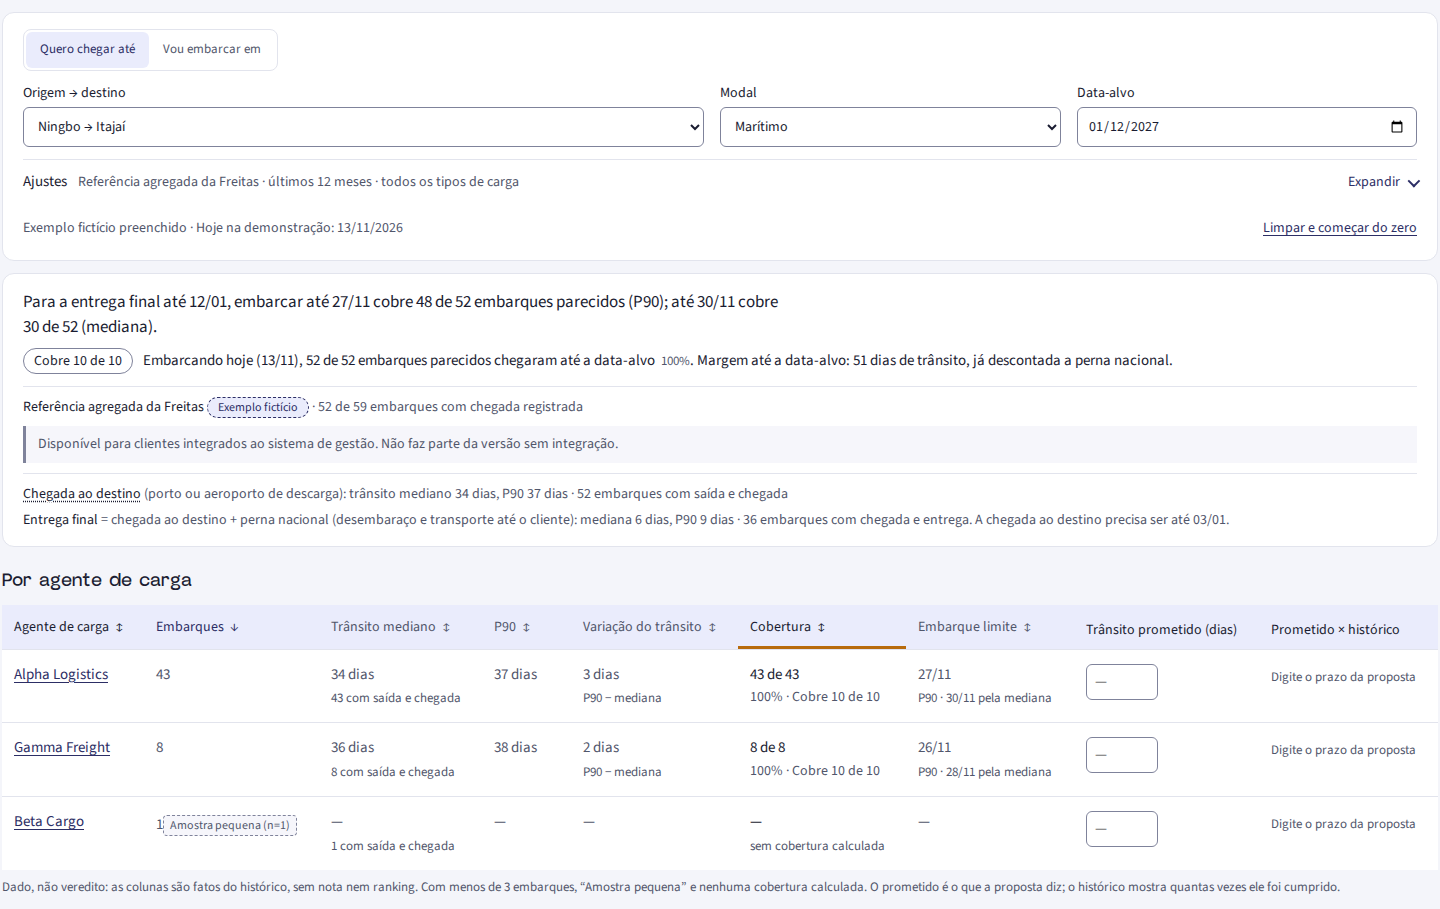 Quero chegar até Vou embarcar em
Origem → destino Modal Data-alvo
Ningbo → Itajaí Marítimo 01/12/2027
Ajustes Referência agregada da Freitas · últimos 12 meses · todos os tipos de carga Expandir
Exemplo fictício preenchido · Hoje na demonstração: 13/11/2026 Limpar e começar do zero
Para a entrega final até 12/01, embarcar até 27/11 cobre 48 de 52 embarques parecidos (P90); até 30/11 cobre
30 de 52 (mediana).
Cobre 10 de 10 Embarcando hoje (13/11), 52 de 52 embarques parecidos chegaram até a data-alvo 100%. Margem até a data-alvo: 51 dias de trânsito, já descontada a perna nacional.
Referência agregada da Freitas Exemplo fictício · 52 de 59 embarques com chegada registrada
Disponível para clientes integrados ao sistema de gestão. Não faz parte da versão sem integração.
Chegada ao destino (porto ou aeroporto de descarga): trânsito mediano 34 dias, P90 37 dias · 52 embarques com saída e chegada
Entrega final = chegada ao destino + perna nacional (desembaraço e transporte até o cliente): mediana 6 dias, P90 9 dias · 36 embarques com chegada e entrega. A chegada ao destino precisa ser até 03/01.
Por agente de carga
Agente de carga ↕ Embarques ↓ Trânsito mediano ↕ P90 ↕ Variação do trânsito ↕ Cobertura ↕ Embarque limite ↕ Trânsito prometido (dias) Prometido × histórico
Alpha Logistics 43 34 dias 37 dias 3 dias 43 de 43 27/11 — Digite o prazo da proposta
43 com saída e chegada P90 − mediana 100% · Cobre 10 de 10 P90 · 30/11 pela mediana
Gamma Freight 8 36 dias 38 dias 2 dias 8 de 8 26/11 — Digite o prazo da proposta
8 com saída e chegada P90 − mediana 100% · Cobre 10 de 10 P90 · 28/11 pela mediana
Beta Cargo 1 Amostra pequena (n=1) — — — — — — Digite o prazo da proposta
1 com saída e chegada sem cobertura calculada
Dado, não veredito: as colunas são fatos do histórico, sem nota nem ranking. Com menos de 3 embarques, “Amostra pequena” e nenhuma cobertura calculada. O prometido é o que a proposta diz; o histórico mostra quantas vezes ele foi cumprido.